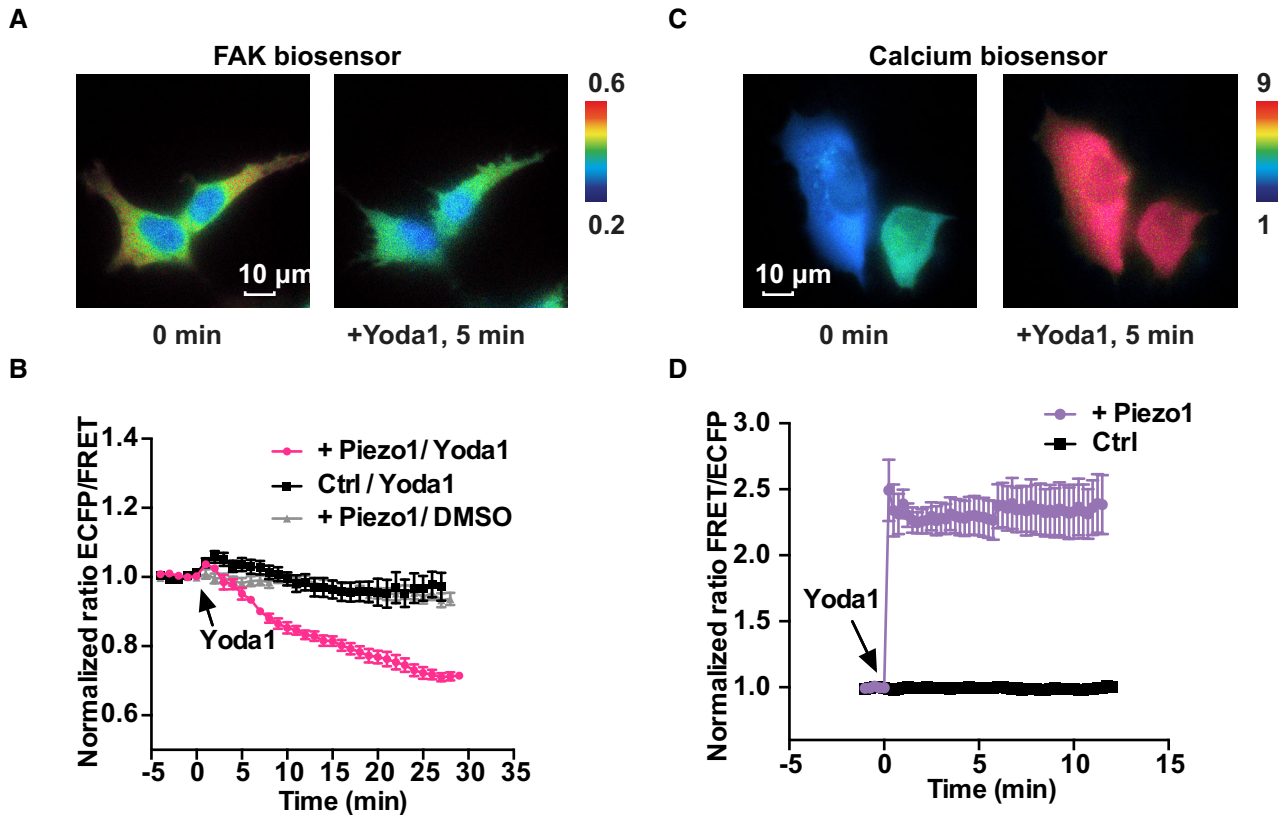 A
FAK biosensor
0.6
0.2
10 µm
0 min
+Yoda1, 5 min
C
Calcium biosensor
9
1
10 µm
0 min
+Yoda1, 5 min
B
Normalized ratio ECFP/FRET
1.4
1.2
1.0
0.8
0.6
+ Piezo1/ Yoda1
Ctrl / Yoda1
+ Piezo1/ DMSO
Yoda1
-5 0 5 10 15 20 25 30 35
Time (min)
D
Normalized ratio FRET/ECFP
3.0
2.5
2.0
1.5
1.0
+ Piezo1
Ctrl
Yoda1
-5 0 5 10 15
Time (min)